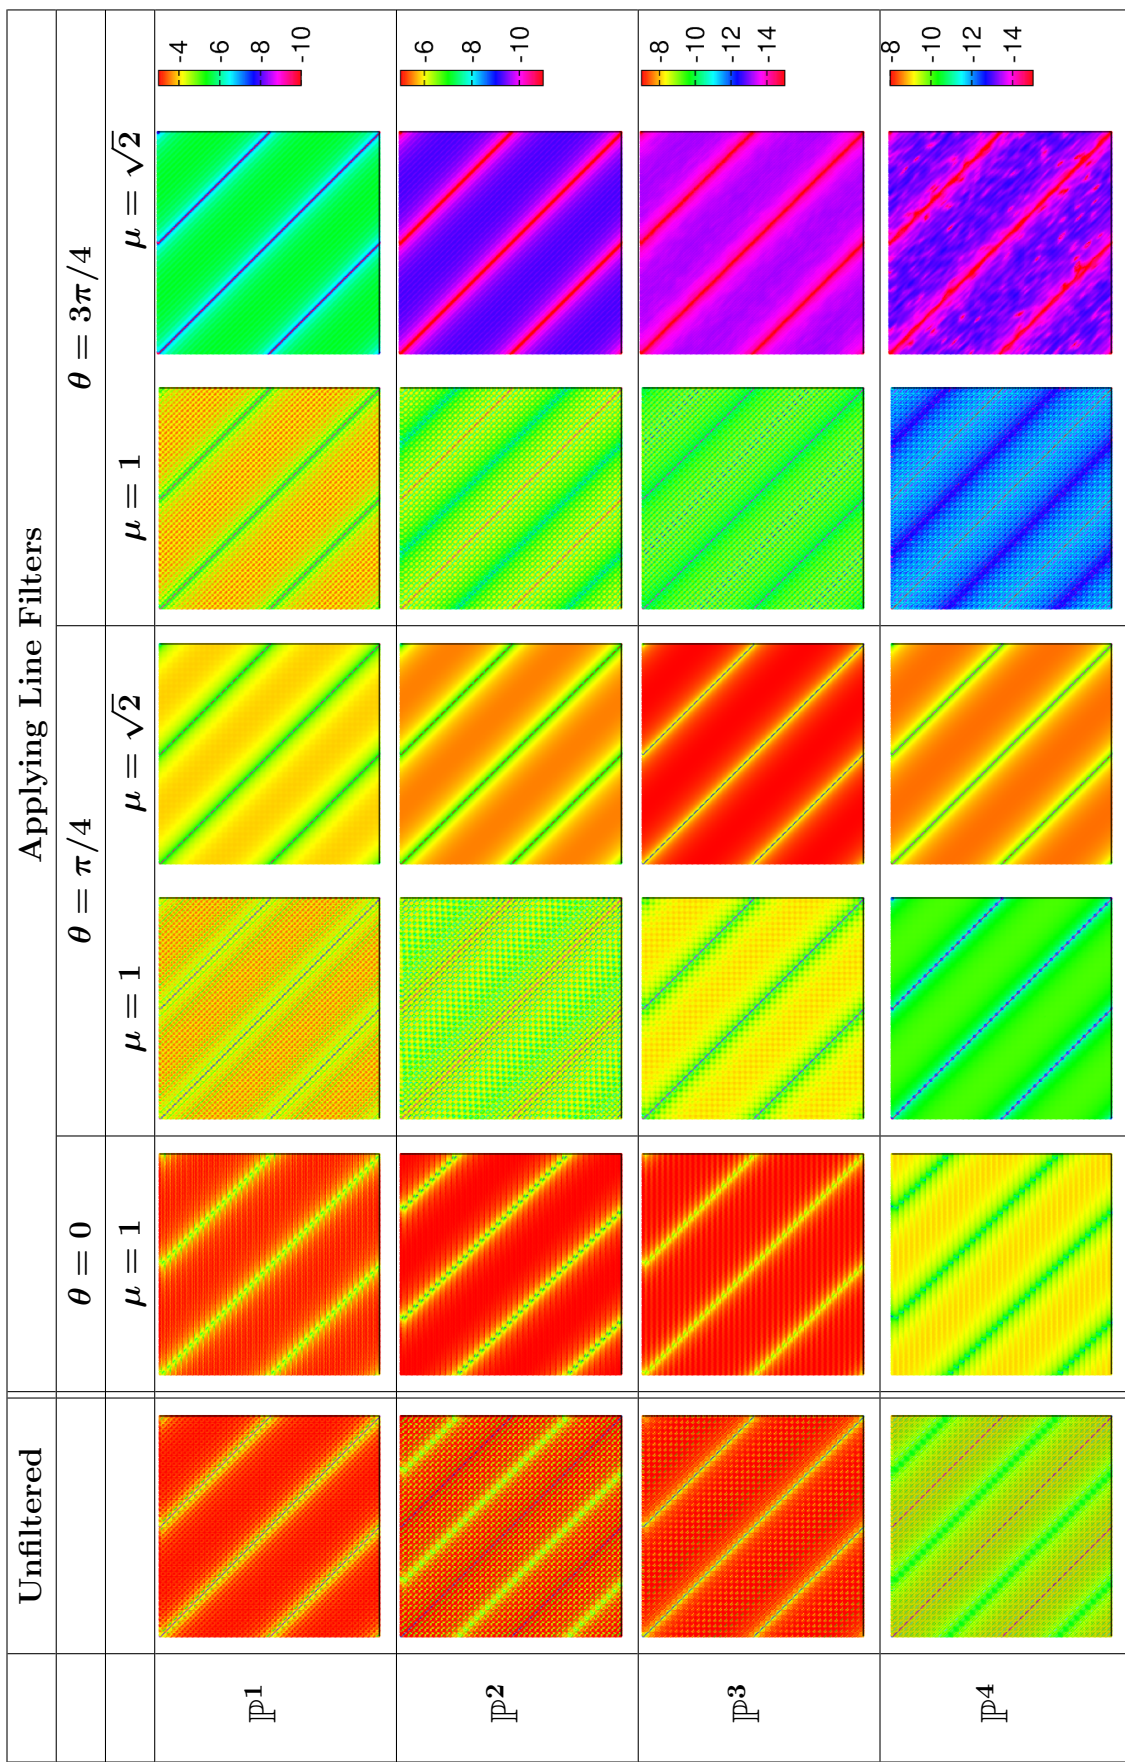 Unfiltered
Applying Line Filters
θ = 0
θ = π/4
θ = 3π/4
μ = 1
μ = 1
μ = √2
μ = 1
μ = √2
ℙ¹
-4
-6
-8
-10
ℙ²
-6
-10
ℙ³
-8
-10
-12
-14
ℙ⁴
-8
-10
-12
-14